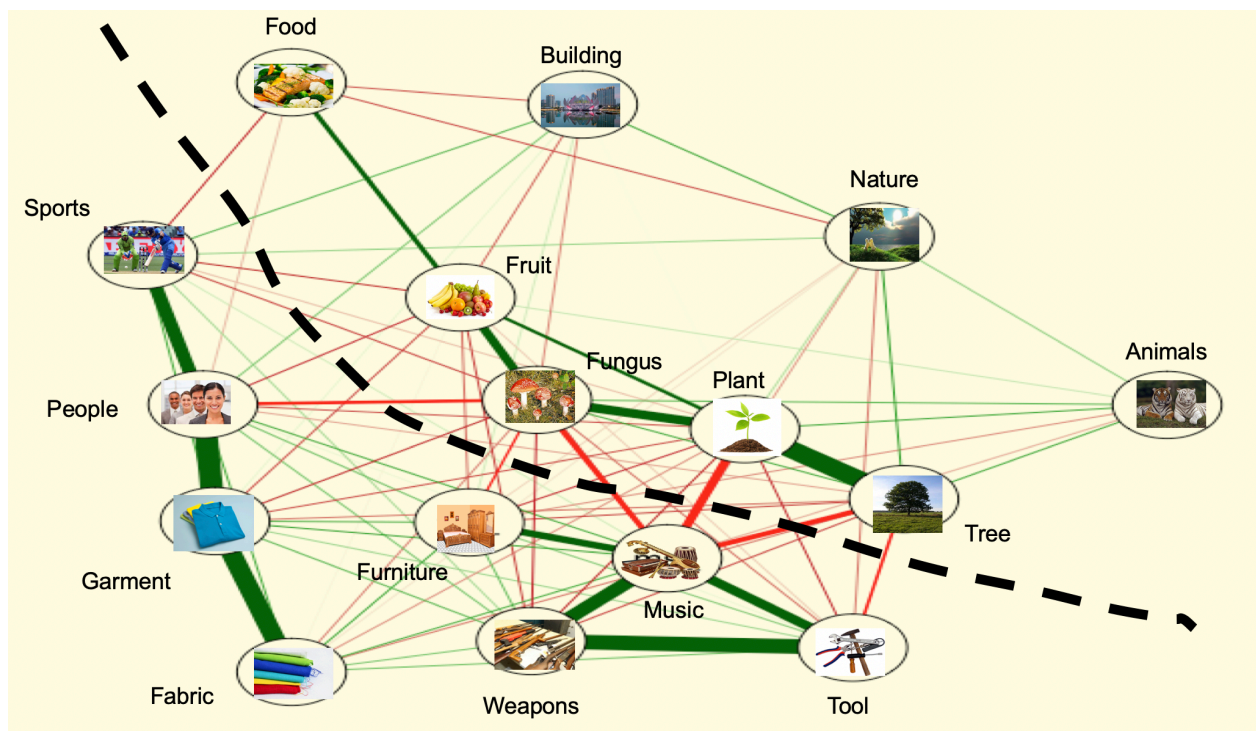 Food
Building
Nature
Sports
Fruit
Animals
Fungus
Plant
People
Tree
Furniture
Garment
Music
Fabric
Weapons
Tool